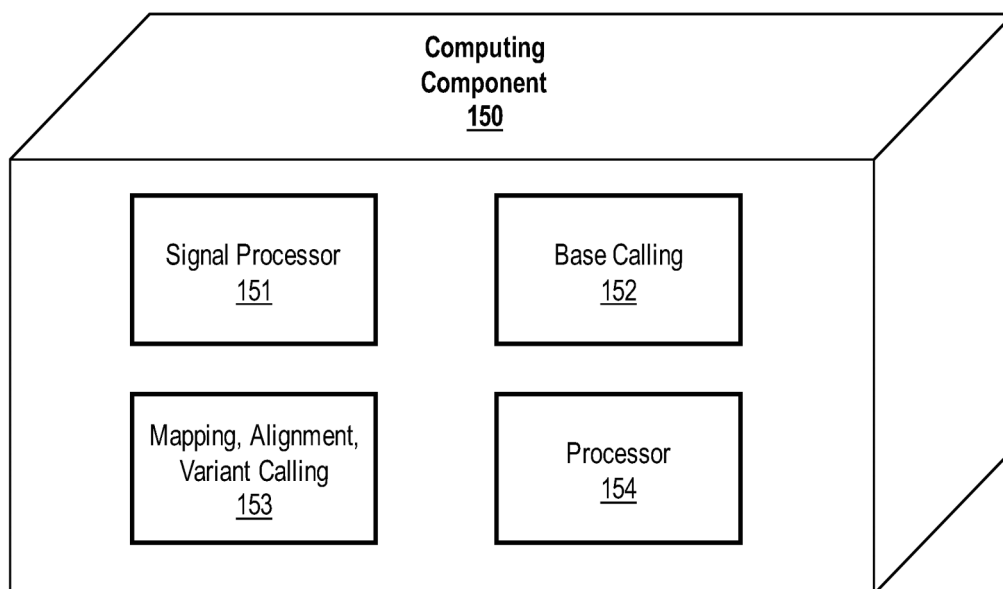 Computing
Component
150
Signal Processor
151
Base Calling
152
Mapping, Alignment,
Variant Calling
153
Processor
154